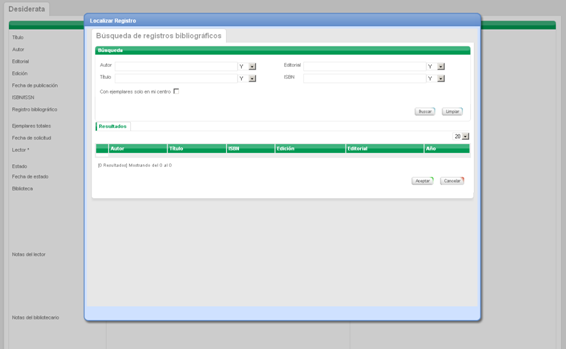 Desiderata
Localizar Registro
Búsqueda de registros bibliográficos
Búsqueda
Título
Autor
Editorial
Edición
Fecha de publicación
ISBN/ISSN
Registro bibliográfico
Ejemplares totales
Fecha de solicitud
Lector *
Estado
Fecha de estado
Biblioteca
Notas del lector
Notas del bibliotecario
Autor Y Editorial Y
Título Y ISBN Y
Con ejemplares solo en mi centro
Buscar Limpiar
Resultados
20
Autor Título ISBN Edición Editorial Año
[0 Resultados] Mostrando del 0 al 0
Aceptar Cancelar